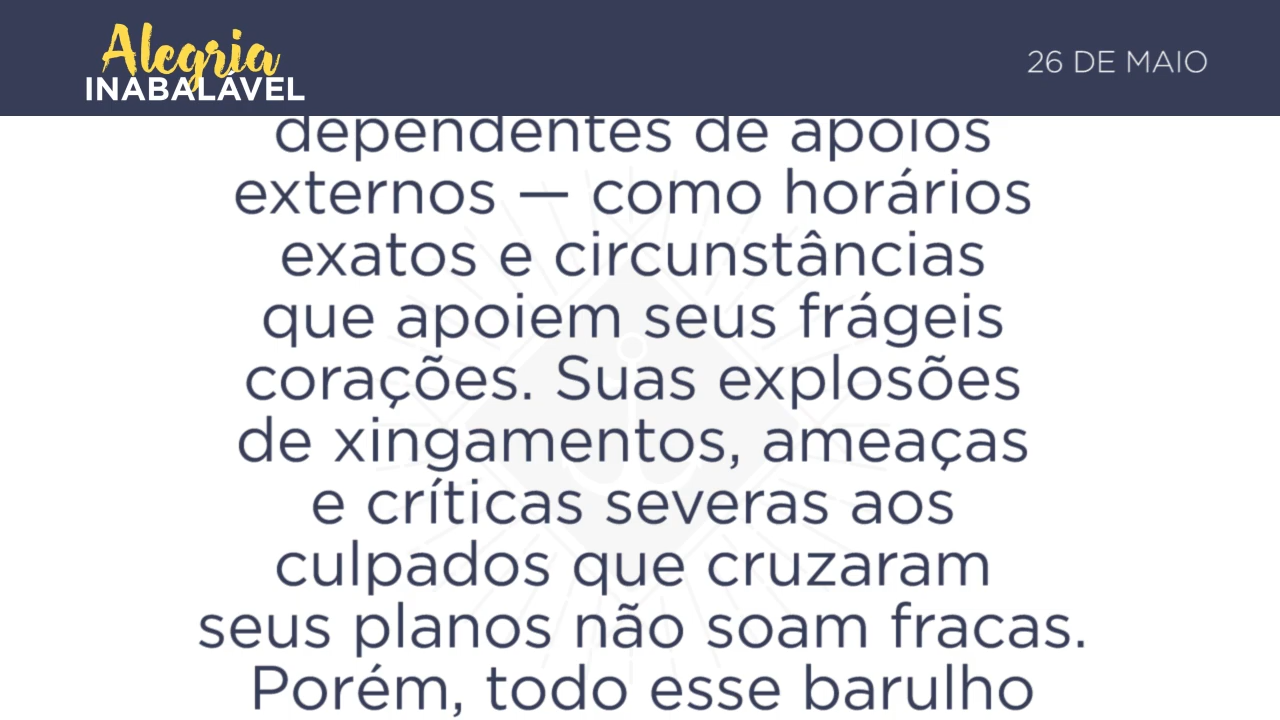 Alegria
INABALÁVEL
26 DE MAIO
dependentes de apoios
externos — como horários
exatos e circunstâncias
que apoiem seus frágeis
corações. Suas explosões
de xingamentos, ameaças
e críticas severas aos
culpados que cruzaram
seus planos não soam fracas.
Porém, todo esse barulho